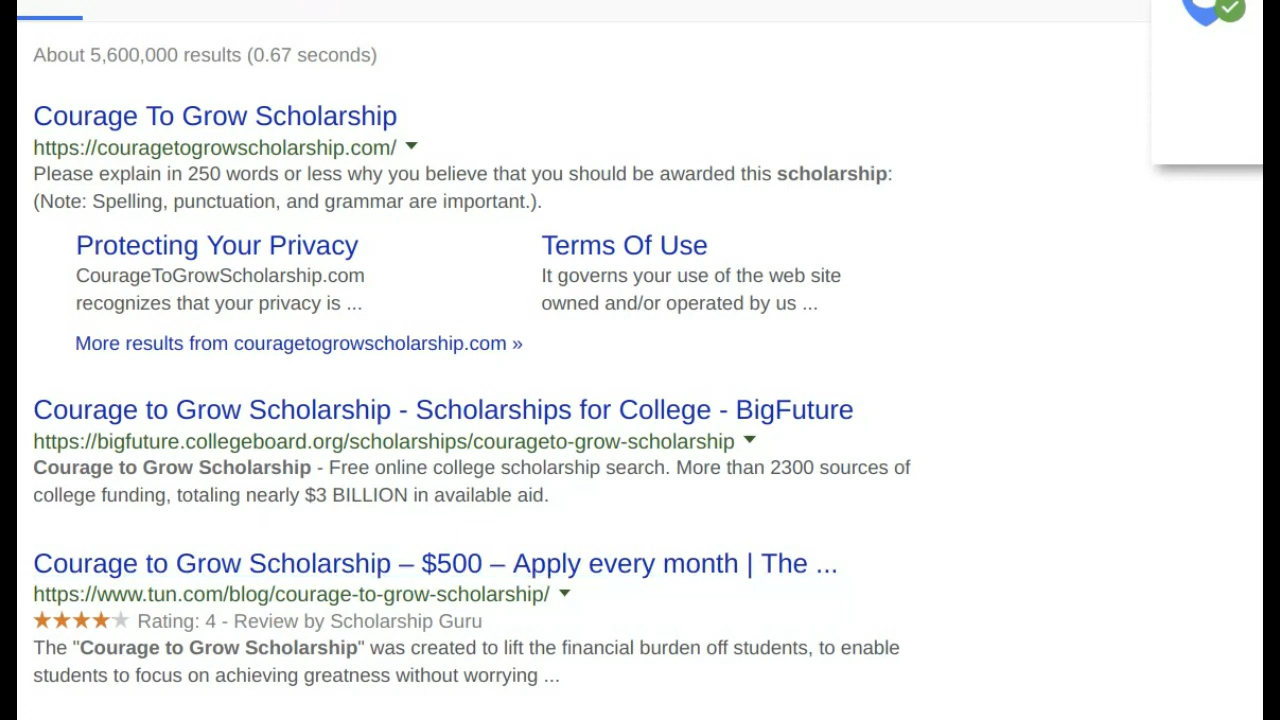 About 5,600,000 results (0.67 seconds)
Courage To Grow Scholarship
https://couragetogrowscholarship.com/
Please explain in 250 words or less why you believe that you should be awarded this scholarship:
(Note: Spelling, punctuation, and grammar are important.).
Protecting Your Privacy
CourageToGrowScholarship.com
recognizes that your privacy is ...
Terms Of Use
It governs your use of the web site
owned and/or operated by us ...
More results from couragetogrowscholarship.com »
Courage to Grow Scholarship - Scholarships for College - BigFuture
https://bigfuture.collegeboard.org/scholarships/courageto-grow-scholarship
Courage to Grow Scholarship - Free online college scholarship search. More than 2300 sources of
college funding, totaling nearly $3 BILLION in available aid.
Courage to Grow Scholarship – $500 – Apply every month | The ...
https://www.tun.com/blog/courage-to-grow-scholarship/
Rating: 4 - Review by Scholarship Guru
The "Courage to Grow Scholarship" was created to lift the financial burden off students, to enable
students to focus on achieving greatness without worrying ...